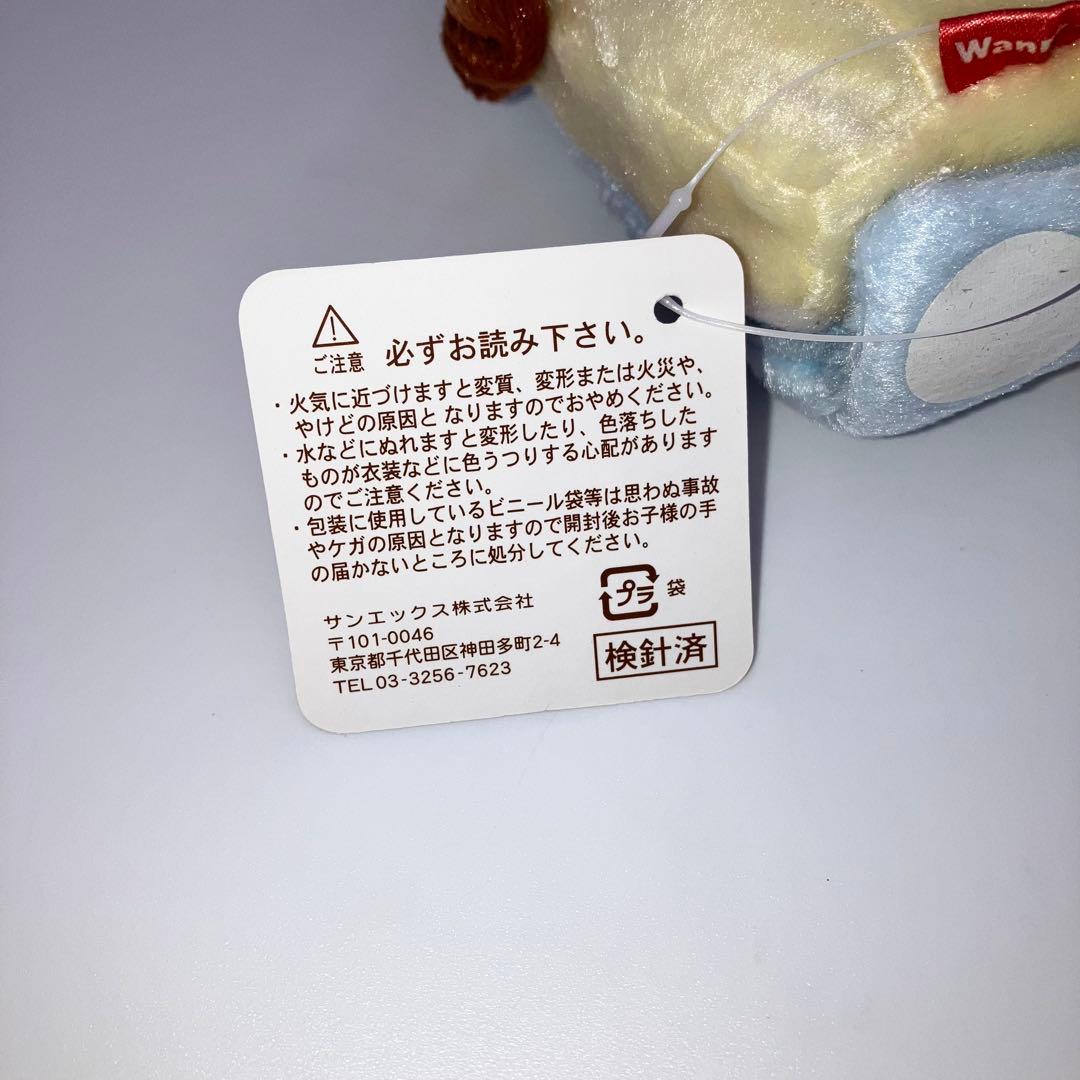 ご注意 必ずお読み下さい。
・火気に近づけますと変質、変形または火災や、
やけどの原因と なりますのでおやめください。
・水などにぬれますと変形したり、色落ちした
ものが衣装などに色うつりする心配があります
のでご注意ください。
・包装に使用しているビニール袋等は思わぬ事故
やケガの原因となりますので開封後お子様の手
の届かないところに処分してください。
サンエックス株式会社
〒101-0046
東京都千代田区神田多町2-4
TEL 03-3256-7623
プラ 袋
検針済